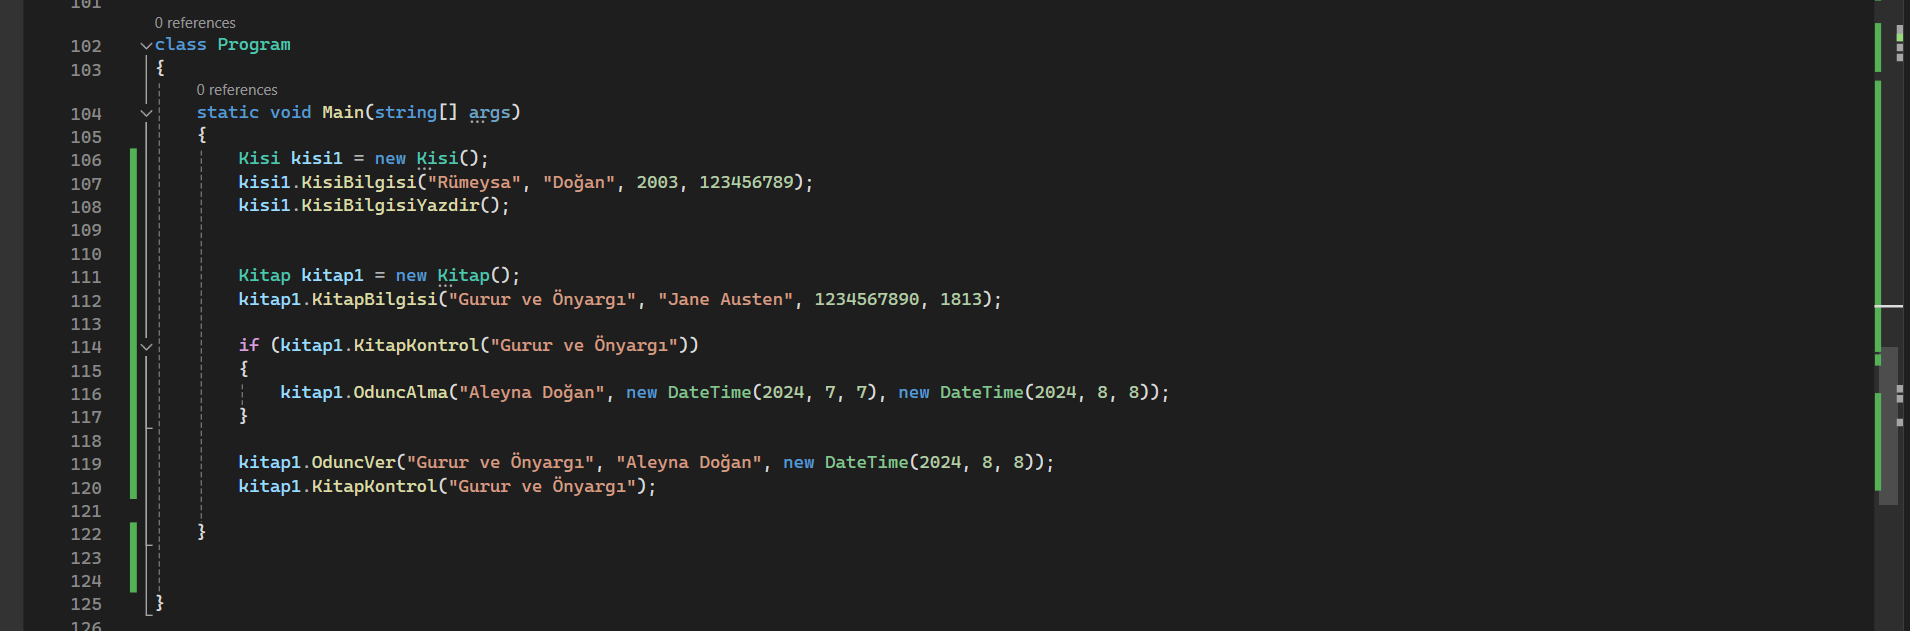 101
0 references
102 class Program
103 {
0 references
104 static void Main(string[] args)
105 {
106 Kisi kisi1 = new Kisi();
107 kisi1.KisiBilgisi("Rümeysa", "Doğan", 2003, 123456789);
108 kisi1.KisiBilgisiYazdir();
109
110
111 Kitap kitap1 = new Kitap();
112 kitap1.KitapBilgisi("Gurur ve Önyargı", "Jane Austen", 1234567890, 1813);
113
114 if (kitap1.KitapKontrol("Gurur ve Önyargı"))
115 {
116 kitap1.OduncAlma("Aleyna Doğan", new DateTime(2024, 7, 7), new DateTime(2024, 8, 8));
117 }
118
119 kitap1.OduncVer("Gurur ve Önyargı", "Aleyna Doğan", new DateTime(2024, 8, 8));
120 kitap1.KitapKontrol("Gurur ve Önyargı");
121
122 }
123
124
125 }
126